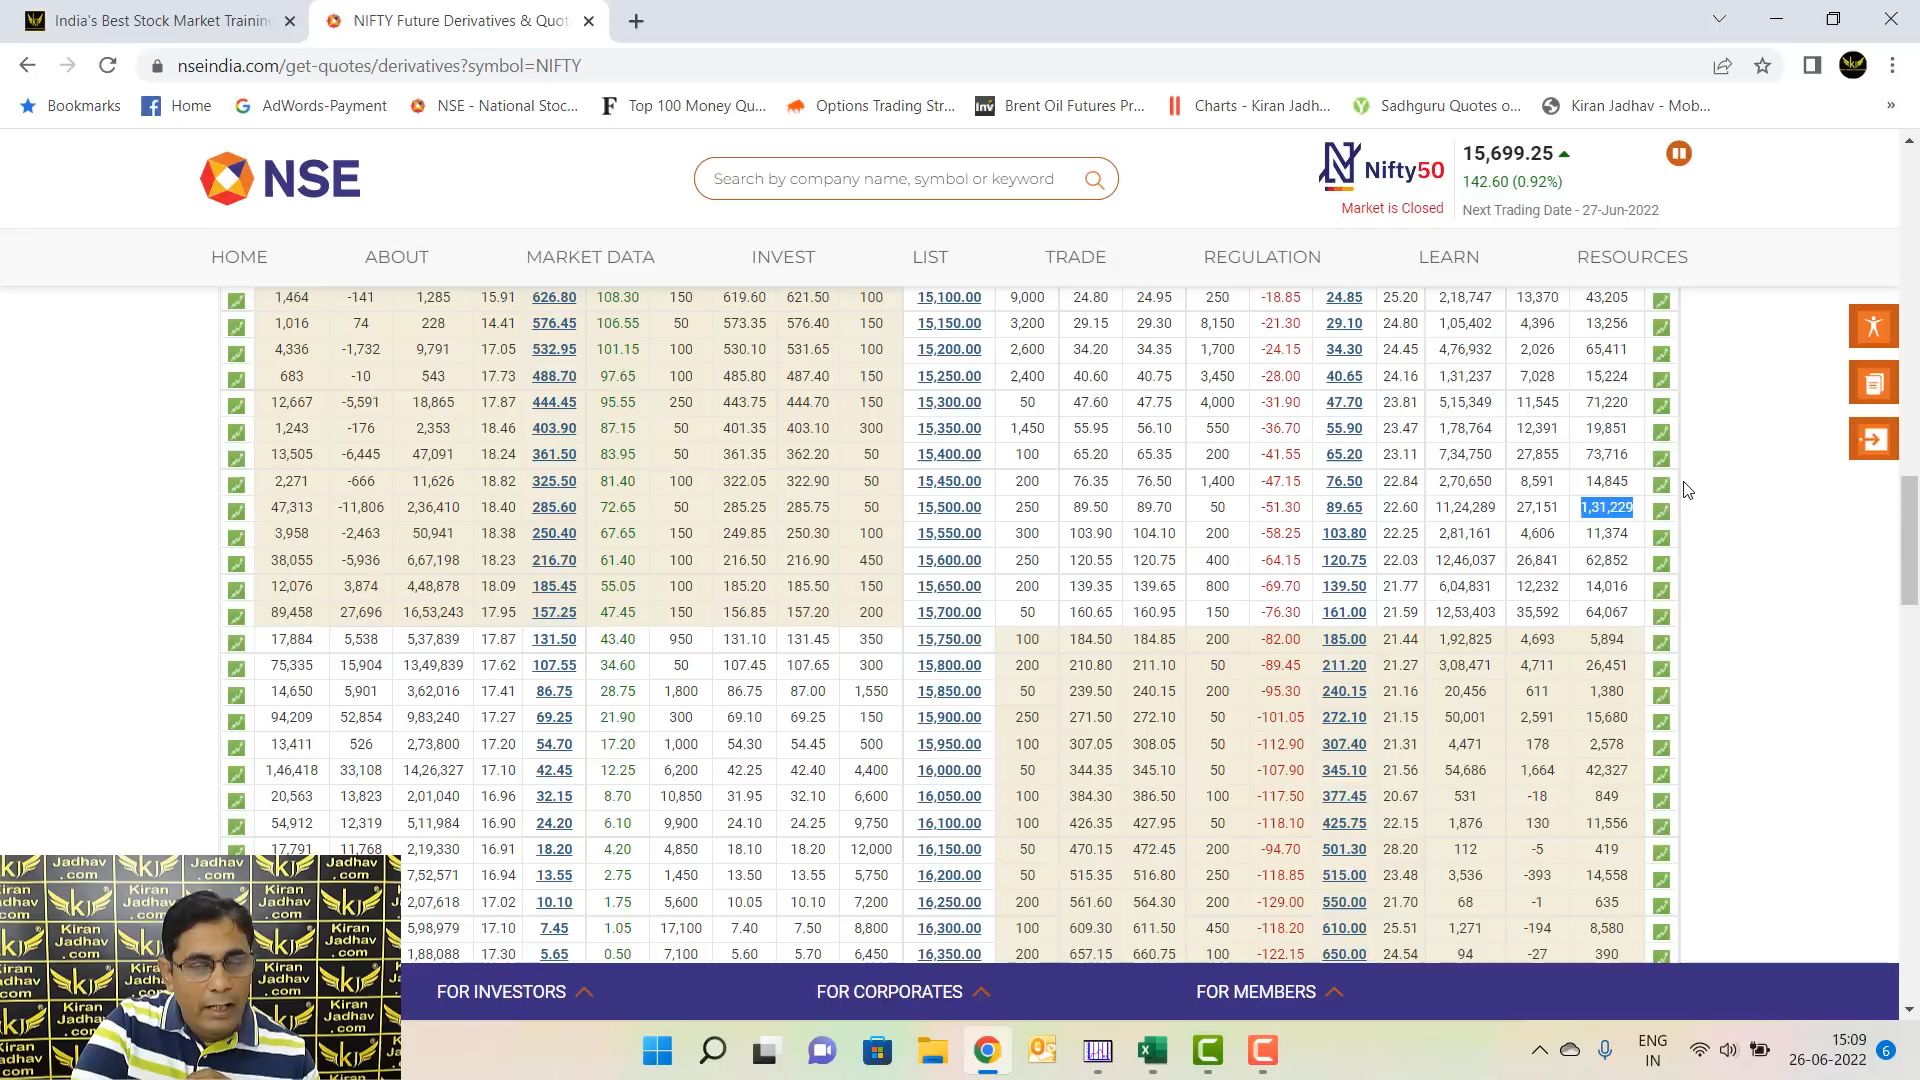 India's Best Stock Market Training
NIFTY Future Derivatives & Quot
nseindia.com/get-quotes/derivatives?symbol=NIFTY
Bookmarks Home AdWords-Payment NSE - National Stoc... Top 100 Money Qu... Options Trading Str... Brent Oil Futures Pr... Charts - Kiran Jadh... Sadhguru Quotes o... Kiran Jadhav - Mob... »
NSE
Search by company name, symbol or keyword
Nifty50
Market is Closed
15,699.25
142.60 (0.92%)
Next Trading Date - 27-Jun-2022
HOME ABOUT MARKET DATA INVEST LIST TRADE REGULATION LEARN RESOURCES
1,464 -141 1,285 15.91 626.80 108.30 150 619.60 621.50 100 15,100.00 9,000 24.80 24.95 250 -18.85 24.85 25.20 2,18,747 13,370 43,205
1,016 74 228 14.41 576.45 106.55 50 573.35 576.40 150 15,150.00 3,200 29.15 29.30 8,150 -21.30 29.10 24.80 1,05,402 4,396 13,256
4,336 -1,732 9,791 17.05 532.95 101.15 100 530.10 531.65 100 15,200.00 2,600 34.20 34.35 1,700 -24.15 34.30 24.45 4,76,932 2,026 65,411
683 -10 543 17.73 488.70 97.65 100 485.80 487.40 150 15,250.00 2,400 40.60 40.75 3,450 -28.00 40.65 24.16 1,31,237 7,028 15,224
12,667 -5,591 18,865 17.87 444.45 95.55 250 443.75 444.70 150 15,300.00 50 47.60 47.75 4,000 -31.90 47.70 23.81 5,15,349 11,545 71,220
1,243 -176 2,353 18.46 403.90 87.15 50 401.35 403.10 300 15,350.00 1,450 55.95 56.10 550 -36.70 55.90 23.47 1,78,764 12,391 19,851
13,505 -6,445 47,091 18.24 361.50 83.95 50 361.35 362.20 50 15,400.00 100 65.20 65.35 200 -41.55 65.20 23.11 7,34,750 27,855 73,716
2,271 -666 11,626 18.82 325.50 81.40 100 322.05 322.90 50 15,450.00 200 76.35 76.50 1,400 -47.15 76.50 22.84 2,70,650 8,591 14,845
47,313 -11,806 2,36,410 18.40 285.60 72.65 50 285.25 285.75 50 15,500.00 250 89.50 89.70 50 -51.30 89.65 22.60 11,24,289 27,151 1,31,229
3,958 -2,463 50,941 18.38 250.40 67.65 150 249.85 250.30 100 15,550.00 300 103.90 104.10 200 -58.25 103.80 22.25 2,81,161 4,606 11,374
38,055 -5,936 6,67,198 18.23 216.70 61.40 100 216.50 216.90 450 15,600.00 250 120.55 120.75 400 -64.15 120.75 22.03 12,46,037 26,841 62,852
12,076 3,874 4,48,878 18.09 185.45 55.05 100 185.20 185.50 150 15,650.00 200 139.35 139.65 800 -69.70 139.50 21.77 6,04,831 12,232 14,016
89,458 27,696 16,53,243 17.95 157.25 47.45 150 156.85 157.20 200 15,700.00 50 160.65 160.95 150 -76.30 161.00 21.59 12,53,403 35,592 64,067
17,884 5,538 5,37,839 17.87 131.50 43.40 950 131.10 131.45 350 15,750.00 100 184.50 184.85 200 -82.00 185.00 21.44 1,92,825 4,693 5,894
75,335 15,904 13,49,839 17.62 107.55 34.60 50 107.45 107.65 300 15,800.00 200 210.80 211.10 50 -89.45 211.20 21.27 3,08,471 4,711 26,451
14,650 5,901 3,62,016 17.41 86.75 28.75 1,800 86.75 87.00 1,550 15,850.00 50 239.50 240.15 200 -95.30 240.15 21.16 20,456 611 1,380
94,209 52,854 9,83,240 17.27 69.25 21.90 300 69.10 69.25 150 15,900.00 250 271.50 272.10 50 -101.05 272.10 21.15 50,001 2,591 15,680
13,411 526 2,73,800 17.20 54.70 17.20 1,000 54.30 54.45 500 15,950.00 100 307.05 308.05 50 -112.90 307.40 21.31 4,471 178 2,578
1,46,418 33,108 14,26,327 17.10 42.45 12.25 6,200 42.25 42.40 4,400 16,000.00 50 344.35 345.10 50 -107.90 345.10 21.56 54,686 1,664 42,327
20,563 13,823 2,01,040 16.96 32.15 8.70 10,850 31.95 32.10 6,600 16,050.00 100 384.30 386.50 100 -117.50 377.45 20.67 531 -18 849
54,912 12,319 5,11,984 16.90 24.20 6.10 9,900 24.10 24.25 9,750 16,100.00 100 426.35 427.95 50 -118.10 425.75 22.15 1,876 130 11,556
17,791 11,768 2,19,330 16.91 18.20 4.20 4,850 18.10 18.20 12,000 16,150.00 50 470.15 472.45 200 -94.70 501.30 28.20 112 -5 419
7,52,571 16.94 13.55 2.75 1,450 13.50 13.55 5,750 16,200.00 50 515.35 516.80 250 -118.85 515.00 23.48 3,536 -393 14,558
2,07,618 17.02 10.10 1.75 5,600 10.05 10.10 7,200 16,250.00 200 561.60 564.30 200 -129.00 550.00 21.70 68 -1 635
5,98,979 17.10 7.45 1.05 17,100 7.40 7.50 8,800 16,300.00 100 609.30 611.50 450 -118.20 610.00 25.51 1,271 -194 8,580
1,88,088 17.30 5.65 0.50 7,100 5.60 5.70 6,450 16,350.00 200 657.15 660.75 100 -122.15 650.00 24.54 94 -27 390
Jadhav .com
Kiran Jadhav .com
FOR INVESTORS FOR CORPORATES FOR MEMBERS
ENG IN
15:09
26-06-2022
6